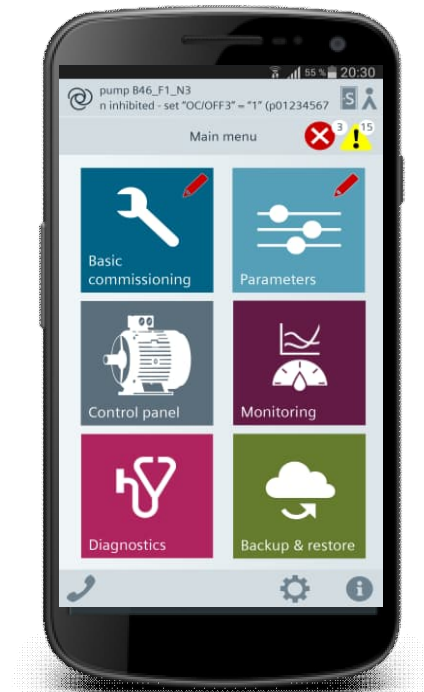 55 % 20:30
pump B46_F1_N3
n inhibited - set "OC/OFF3" = "1" (p01234567
S
Main menu
3
15
Basic
commissioning
Parameters
Control panel
Monitoring
Diagnostics
Backup & restore